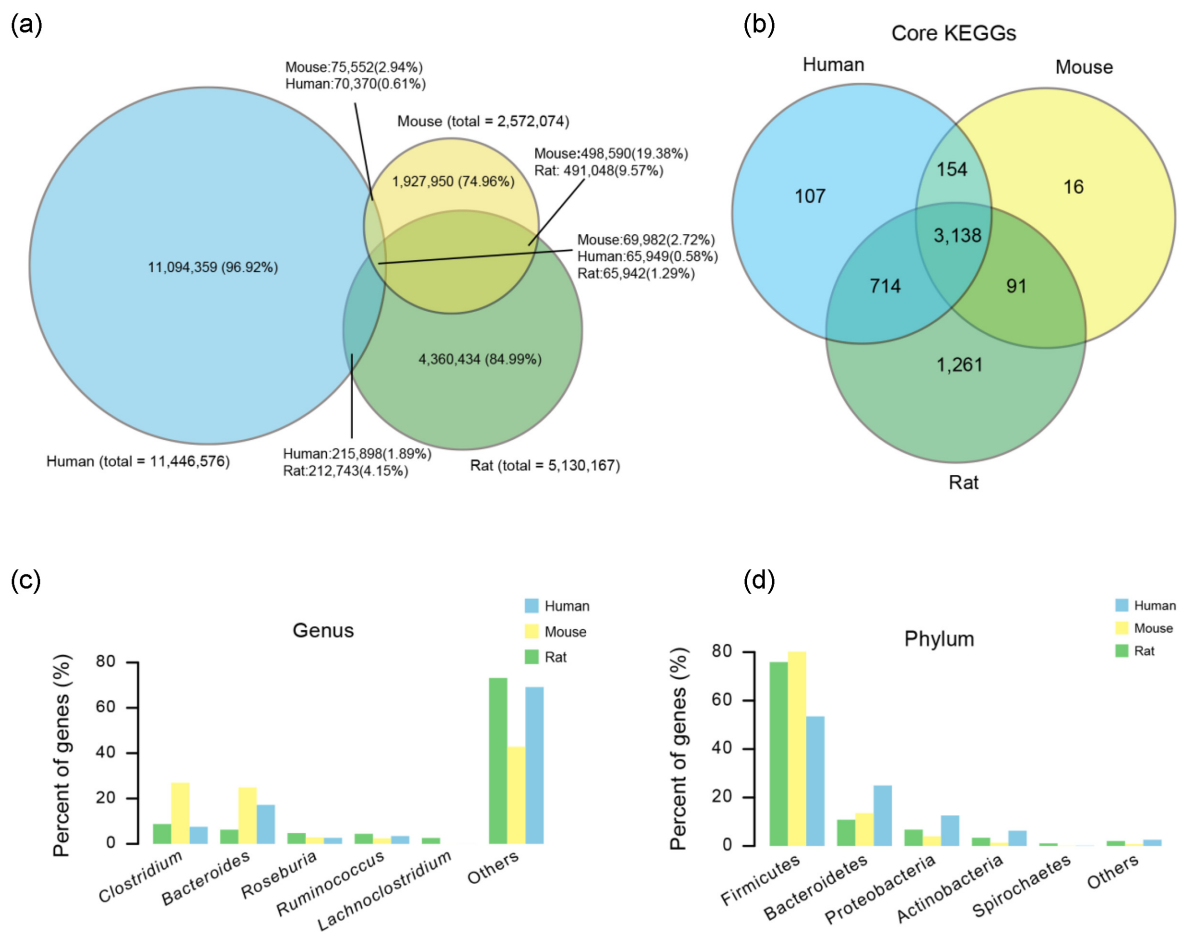 (a)
Mouse:75,552(2.94%)
Human:70,370(0.61%)
Mouse (total = 2,572,074)
Mouse:498,590(19.38%)
Rat: 491,048(9.57%)
1,927,950 (74.96%)
Mouse:69,982(2.72%)
Human:65,949(0.58%)
Rat:65,942(1.29%)
11,094,359 (96.92%)
4,360,434 (84.99%)
Human:215,898(1.89%)
Rat:212,743(4.15%)
Human (total = 11,446,576)
Rat (total = 5,130,167)
(b)
Core KEGGs
Human
Mouse
154
107
16
3,138
714
91
1,261
Rat
(c)
Genus
Human
Mouse
Rat
Percent of genes (%)
80
60
40
20
0
Clostridium
Bacteroides
Roseburia
Ruminococcus
Lachnoclostridium
Others
(d)
Phylum
Human
Mouse
Rat
Percent of genes (%)
80
60
40
20
0
Firmicutes
Bacteroidetes
Proteobacteria
Actinobacteria
Spirochaetes
Others